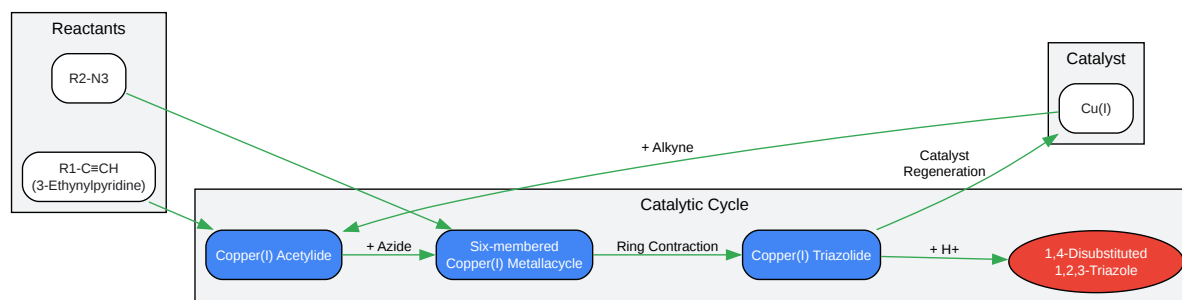 Reactants
R2-N3
R1-C≡CH
(3-Ethynylpyridine)
Catalyst
Cu(I)
+ Alkyne
Catalyst
Regeneration
Catalytic Cycle
Copper(I) Acetylide
+ Azide
Six-membered
Copper(I) Metallacycle
Ring Contraction
Copper(I) Triazolide
+ H+
1,4-Disubstituted
1,2,3-Triazole